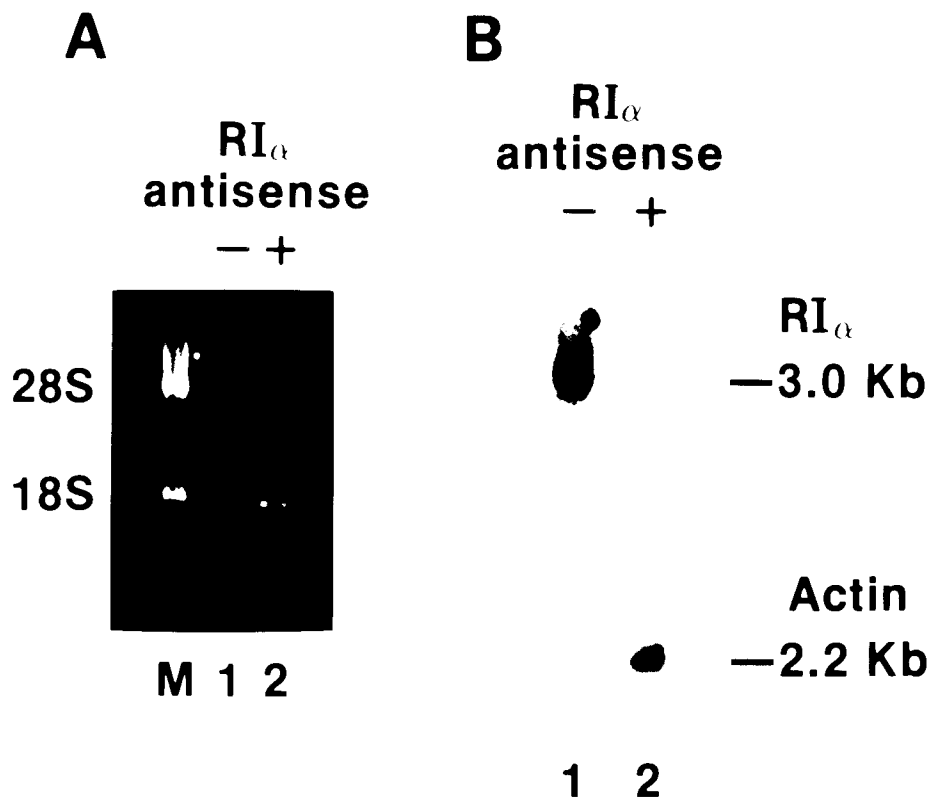 A
RIα
antisense
− +
28S
18S
M 1 2
B
RIα
antisense
− +
RIα
—3.0 Kb
Actin
—2.2 Kb
1 2